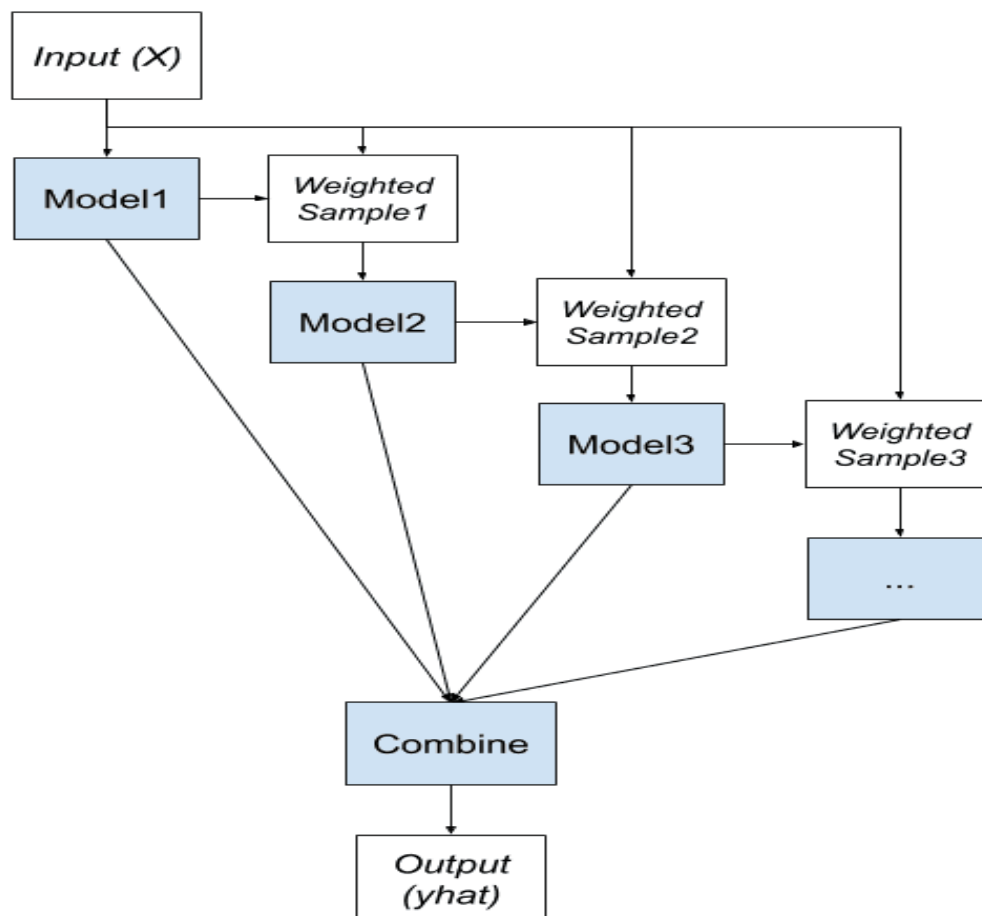 Input (X)
Model1
Weighted
Sample1
Model2
Weighted
Sample2
Model3
Weighted
Sample3
...
Combine
Output
(yhat)